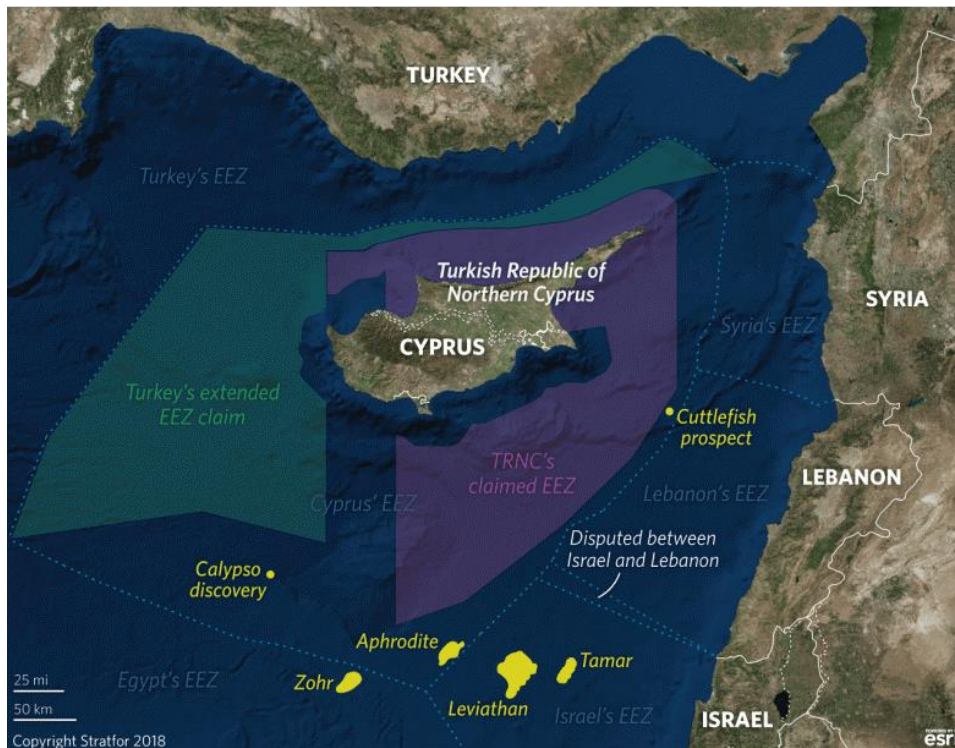 TURKEY
Turkey's EEZ
Turkish Republic of
Northern Cyprus
SYRIA
Syria's EEZ
CYPRUS
Turkey's extended
EEZ claim
Cuttlefish
prospect
TRNC's
claimed EEZ
LEBANON
Lebanon's EEZ
Cyprus' EEZ
Disputed between
Israel and Lebanon
Calypso
discovery
Aphrodite
Tamar
Zohr
Egypt's EEZ
Leviathan
Israel's EEZ
ISRAEL
25 mi
50 km
Copyright Stratfor 2018
POWERED BY
esri